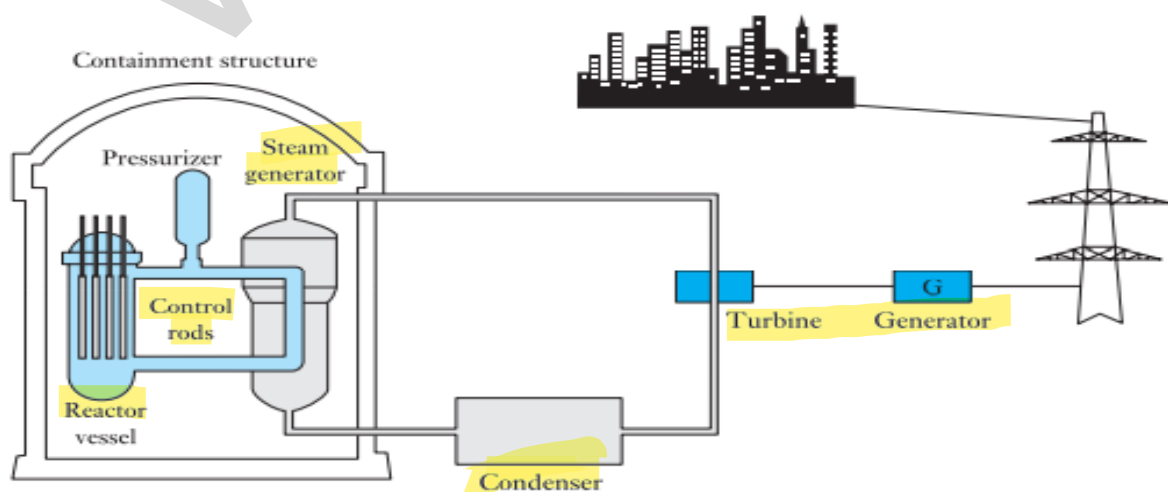 Containment structure
Pressurizer
Steam
generator
Control
rods
Reactor
vessel
G
Turbine
Generator
Condenser